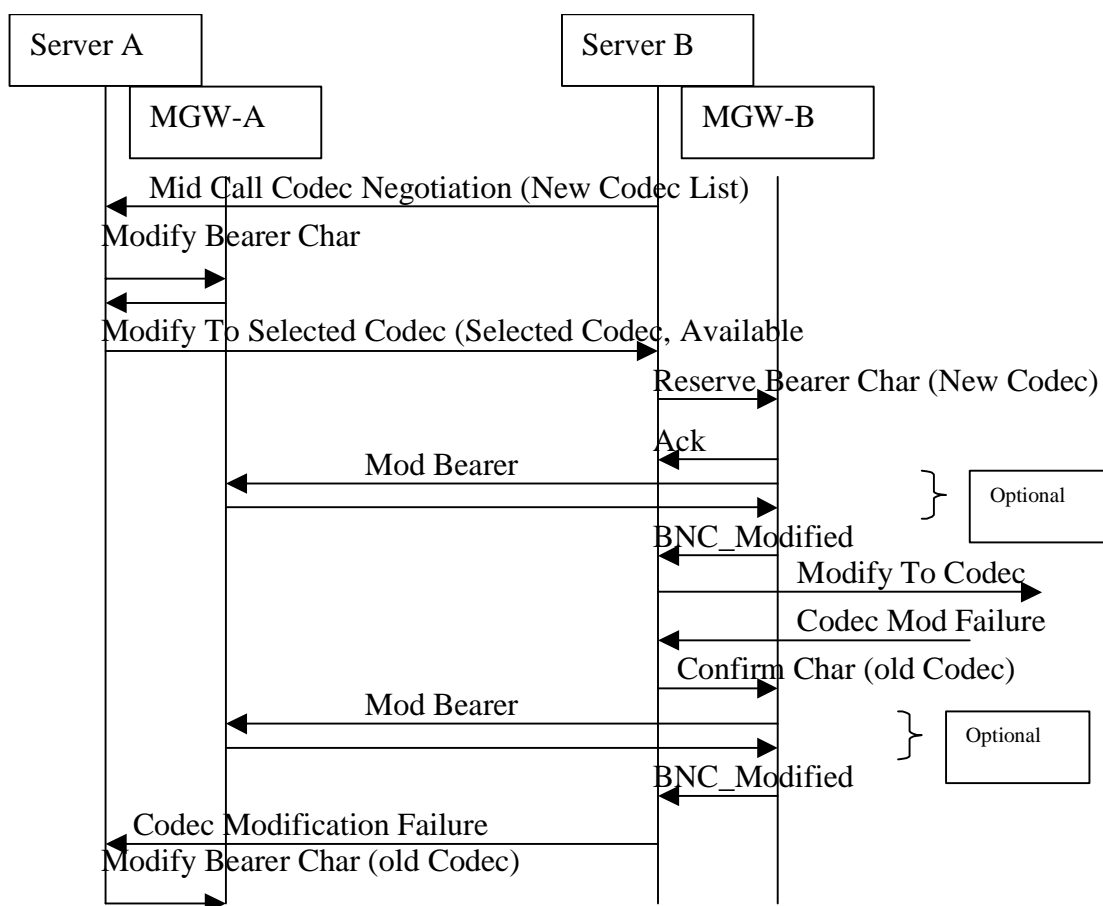 Server A
Server B
MGW-A
MGW-B
Mid Call Codec Negotiation (New Codec List)
Modify Bearer Char
Modify To Selected Codec (Selected Codec, Available
Reserve Bearer Char (New Codec)
Ack
Mod Bearer
Optional
BNC_Modified
Modify To Codec
Codec Mod Failure
Confirm Char (old Codec)
Mod Bearer
Optional
BNC_Modified
Codec Modification Failure
Modify Bearer Char (old Codec)